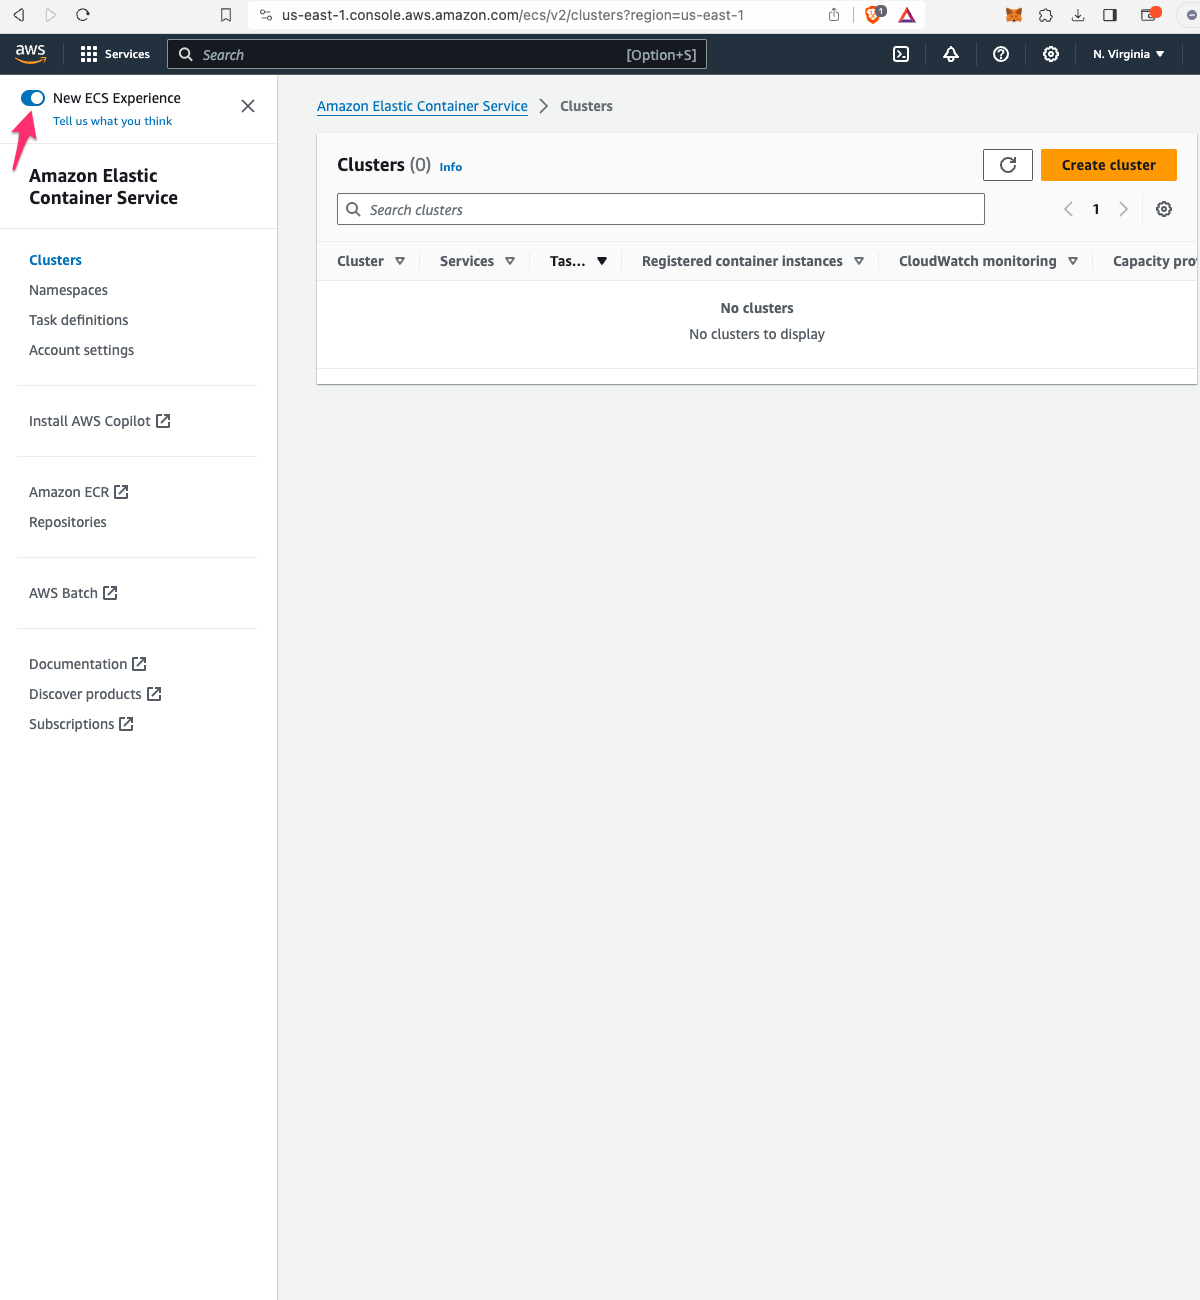 us-east-1.console.aws.amazon.com/ecs/v2/clusters?region=us-east-1
1
aws
Services
Search
[Option+S]
N. Virginia
New ECS Experience
Tell us what you think
Amazon Elastic
Container Service
Clusters
Namespaces
Task definitions
Account settings
Install AWS Copilot
Amazon ECR
Repositories
AWS Batch
Documentation
Discover products
Subscriptions
Amazon Elastic Container Service
Clusters
Clusters (0) Info
Create cluster
Search clusters
1
Cluster
Services
Tas...
Registered container instances
CloudWatch monitoring
Capacity pro
No clusters
No clusters to display